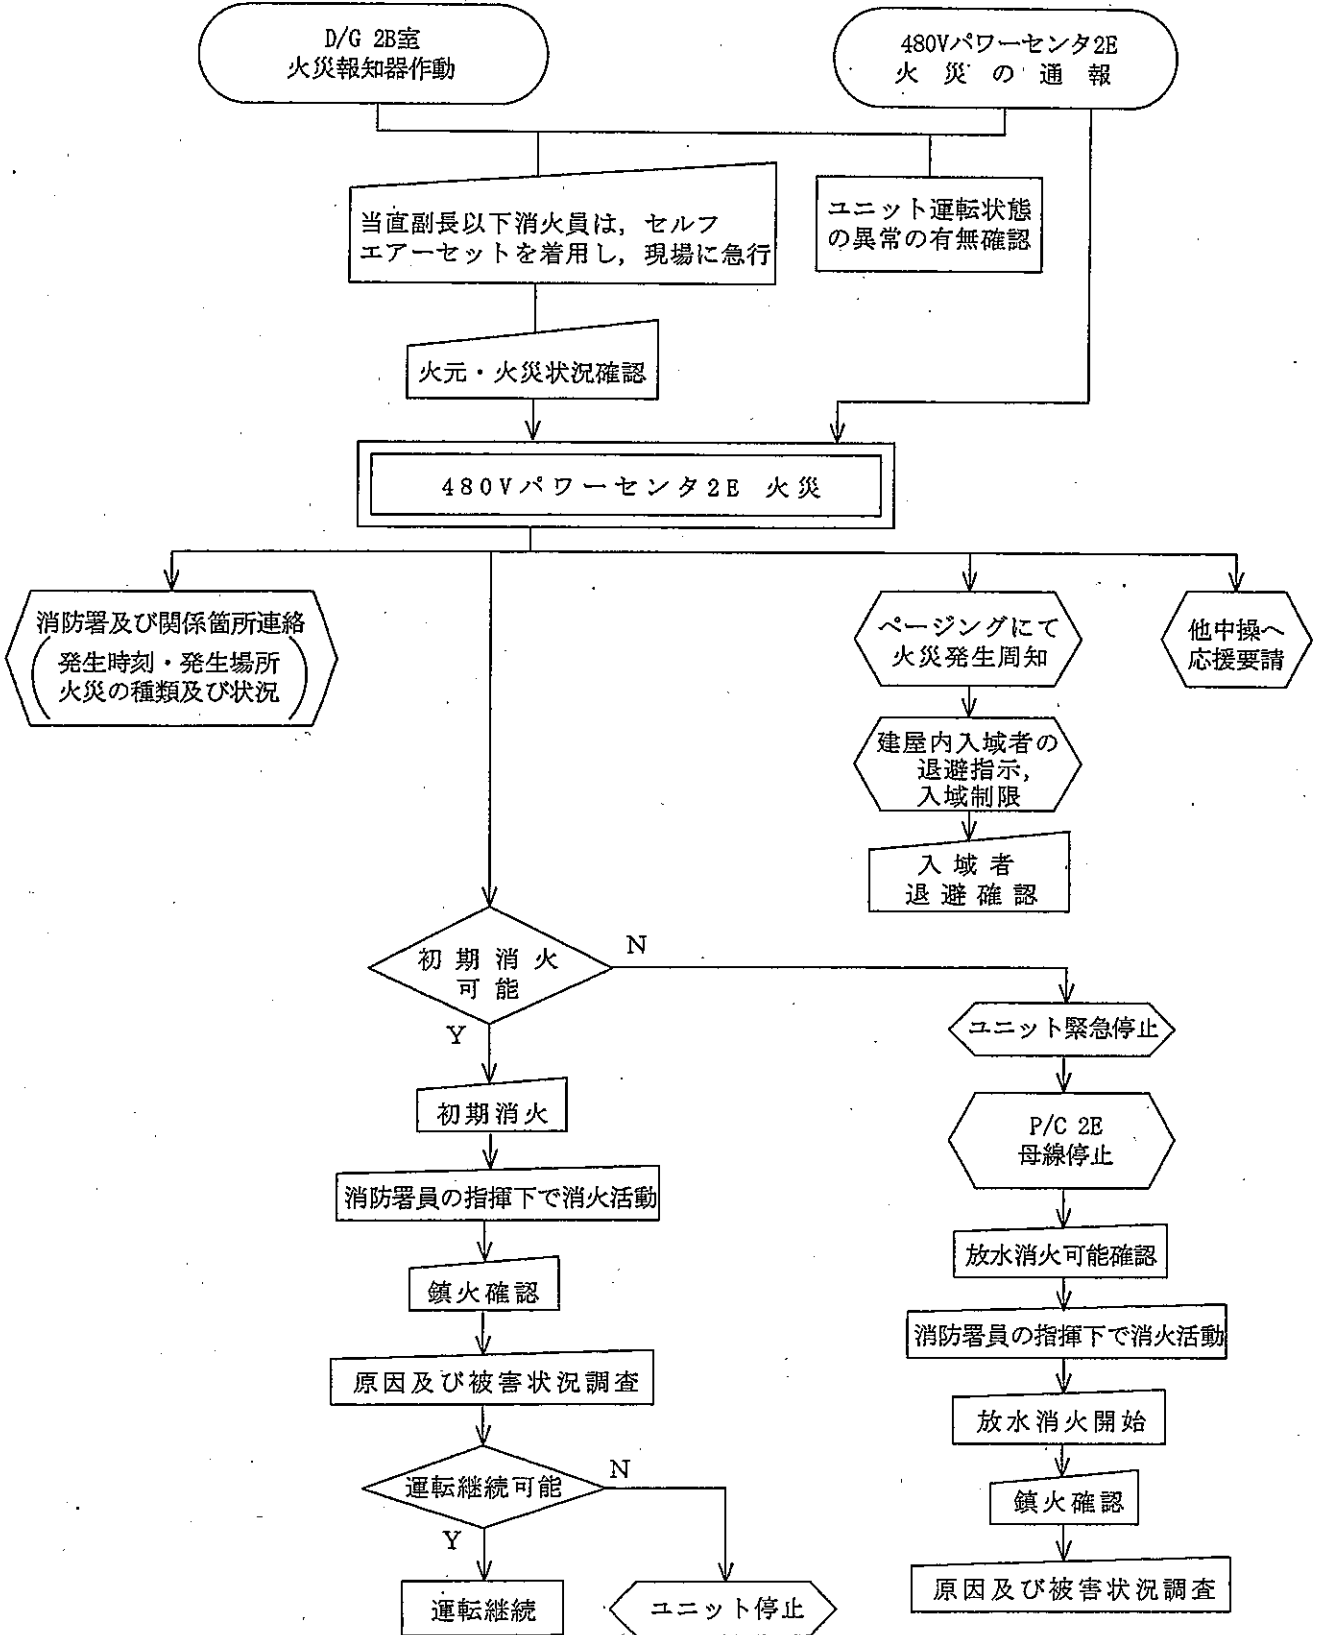 D/G 2B室
火災報知器作動
480Vパワーセンタ2E
火 災 の 通 報
当直副長以下消火員は，セルフ
エアーセットを着用し，現場に急行
ユニット運転状態
の異常の有無確認
火元・火災状況確認
480Vパワーセンタ2E 火災
消防署及び関係箇所連絡
発生時刻・発生場所
火災の種類及び状況
ページングにて
火災発生周知
他中操へ
応援要請
建屋内入域者の
退避指示，
入域制限
入 域 者
退 避 確 認
初 期 消 火
可 能
N
Y
ユニット緊急停止
初期消火
P/C 2E
母線停止
消防署員の指揮下で消火活動
放水消火可能確認
鎮火確認
消防署員の指揮下で消火活動
原因及び被害状況調査
放水消火開始
運転継続可能
N
Y
鎮火確認
原因及び被害状況調査
運転継続
ユニット停止